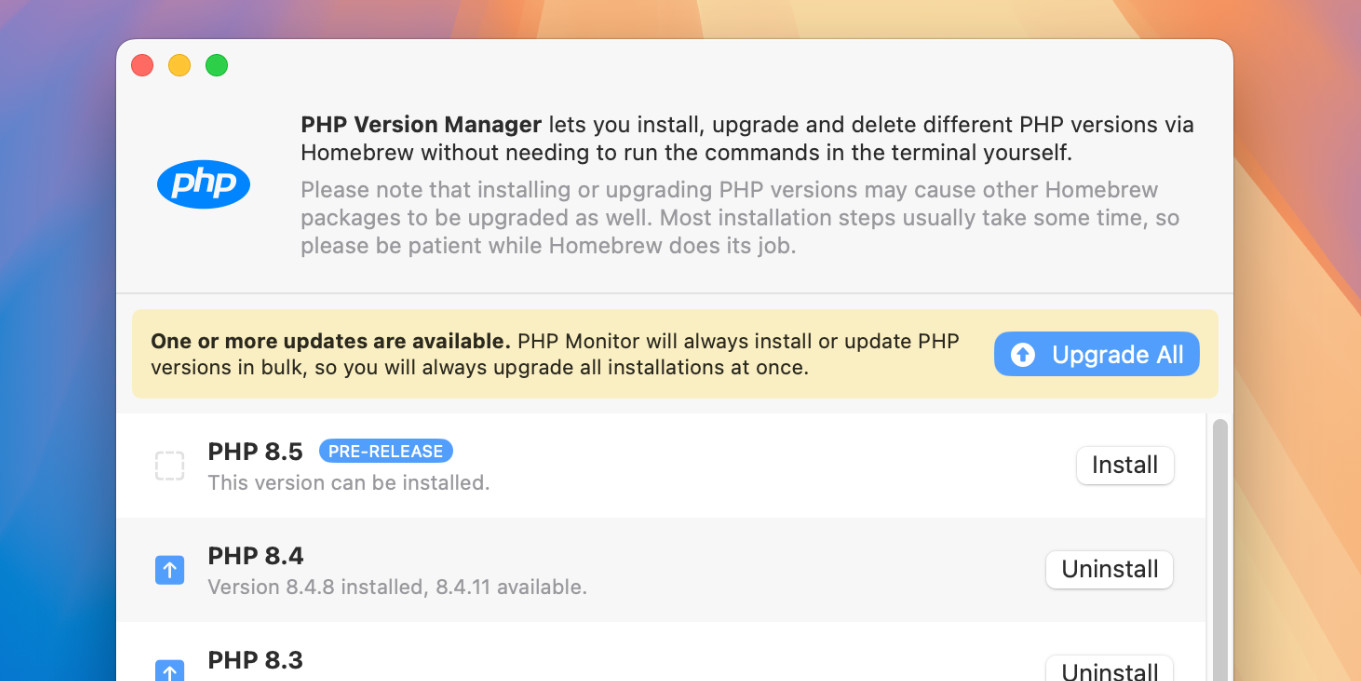 PHP Version Manager lets you install, upgrade and delete different PHP versions via
Homebrew without needing to run the commands in the terminal yourself.
php
Please note that installing or upgrading PHP versions may cause other Homebrew
packages to be upgraded as well. Most installation steps usually take some time, so
please be patient while Homebrew does its job.
One or more updates are available. PHP Monitor will always install or update PHP
versions in bulk, so you will always upgrade all installations at once.
Upgrade All
PHP 8.5 PRE-RELEASE
This version can be installed.
Install
PHP 8.4
Version 8.4.8 installed, 8.4.11 available.
Uninstall
PHP 8.3
Uninstall